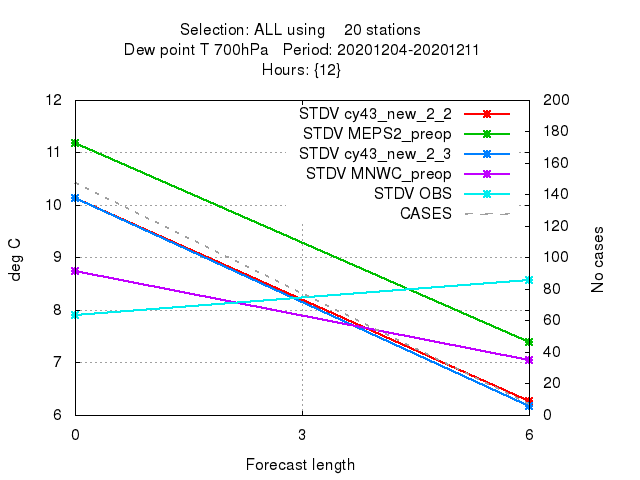 Selection: ALL using    20 stations
Dew point T 700hPa   Period: 20201204-20201211
Hours: {12}
STDV cy43_new_2_2
STDV MEPS2_preop
STDV cy43_new_2_3
STDV MNWC_preop
STDV OBS
CASES
12
11
10
9
8
7
6
deg C
200
180
160
140
120
100
80
60
40
20
0
No cases
0 3 6
Forecast length